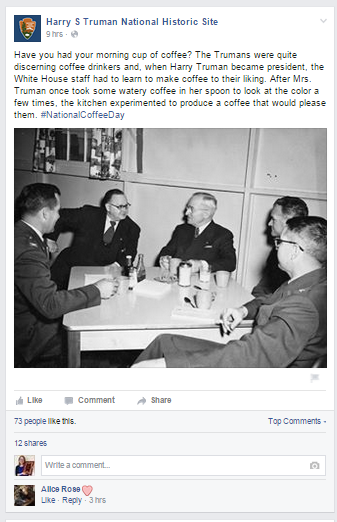 Harry S Truman National Historic Site
9 hrs ·
Have you had your morning cup of coffee? The Trumans were quite
discerning coffee drinkers and, when Harry Truman became president, the
White House staff had to learn to make coffee to their liking. After Mrs.
Truman once took some watery coffee in her spoon to look at the color a
few times, the kitchen experimented to produce a coffee that would please
them. #NationalCoffeeDay
Like Comment Share
73 people like this. Top Comments
12 shares
Write a comment...
Alice Rose
Like · Reply · 3 hrs